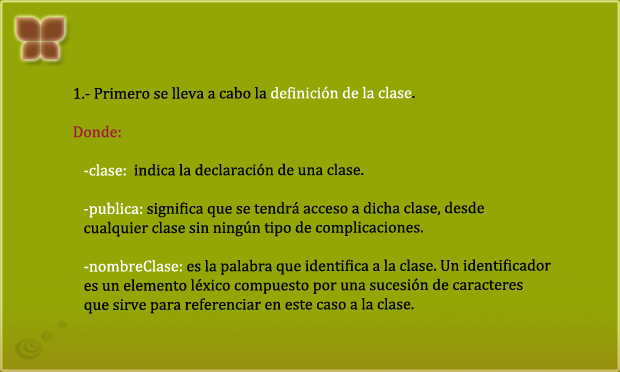 1.- Primero se lleva a cabo la definición de la clase.
Donde:
-clase: indica la declaración de una clase.
-publica: significa que se tendrá acceso a dicha clase, desde
cualquier clase sin ningún tipo de complicaciones.
-nombreClase: es la palabra que identifica a la clase. Un identificador
es un elemento léxico compuesto por una sucesión de caracteres
que sirve para referenciar en este caso a la clase.